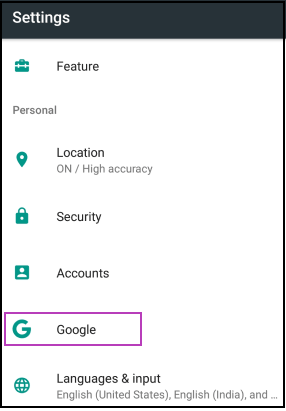 Settings
Feature
Personal
Location
ON / High accuracy
Security
Accounts
Google
Languages & input
English (United States), English (India), and ...